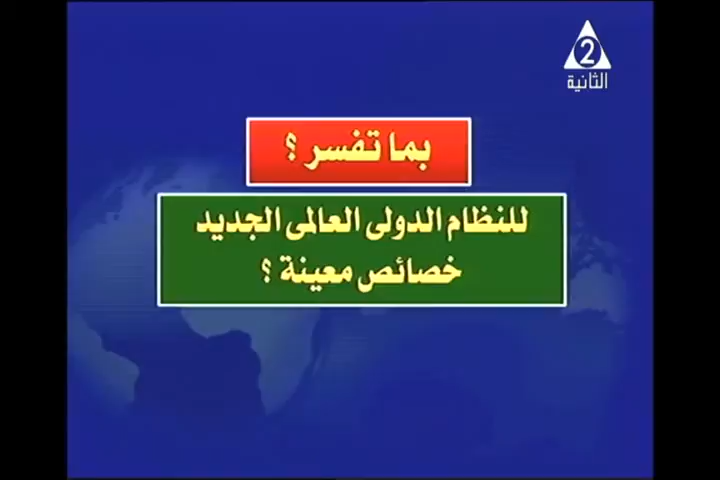 2
الثانية
بما تفسر ؟
للنظام الدولى العالمى الجديد
خصائص معينة ؟